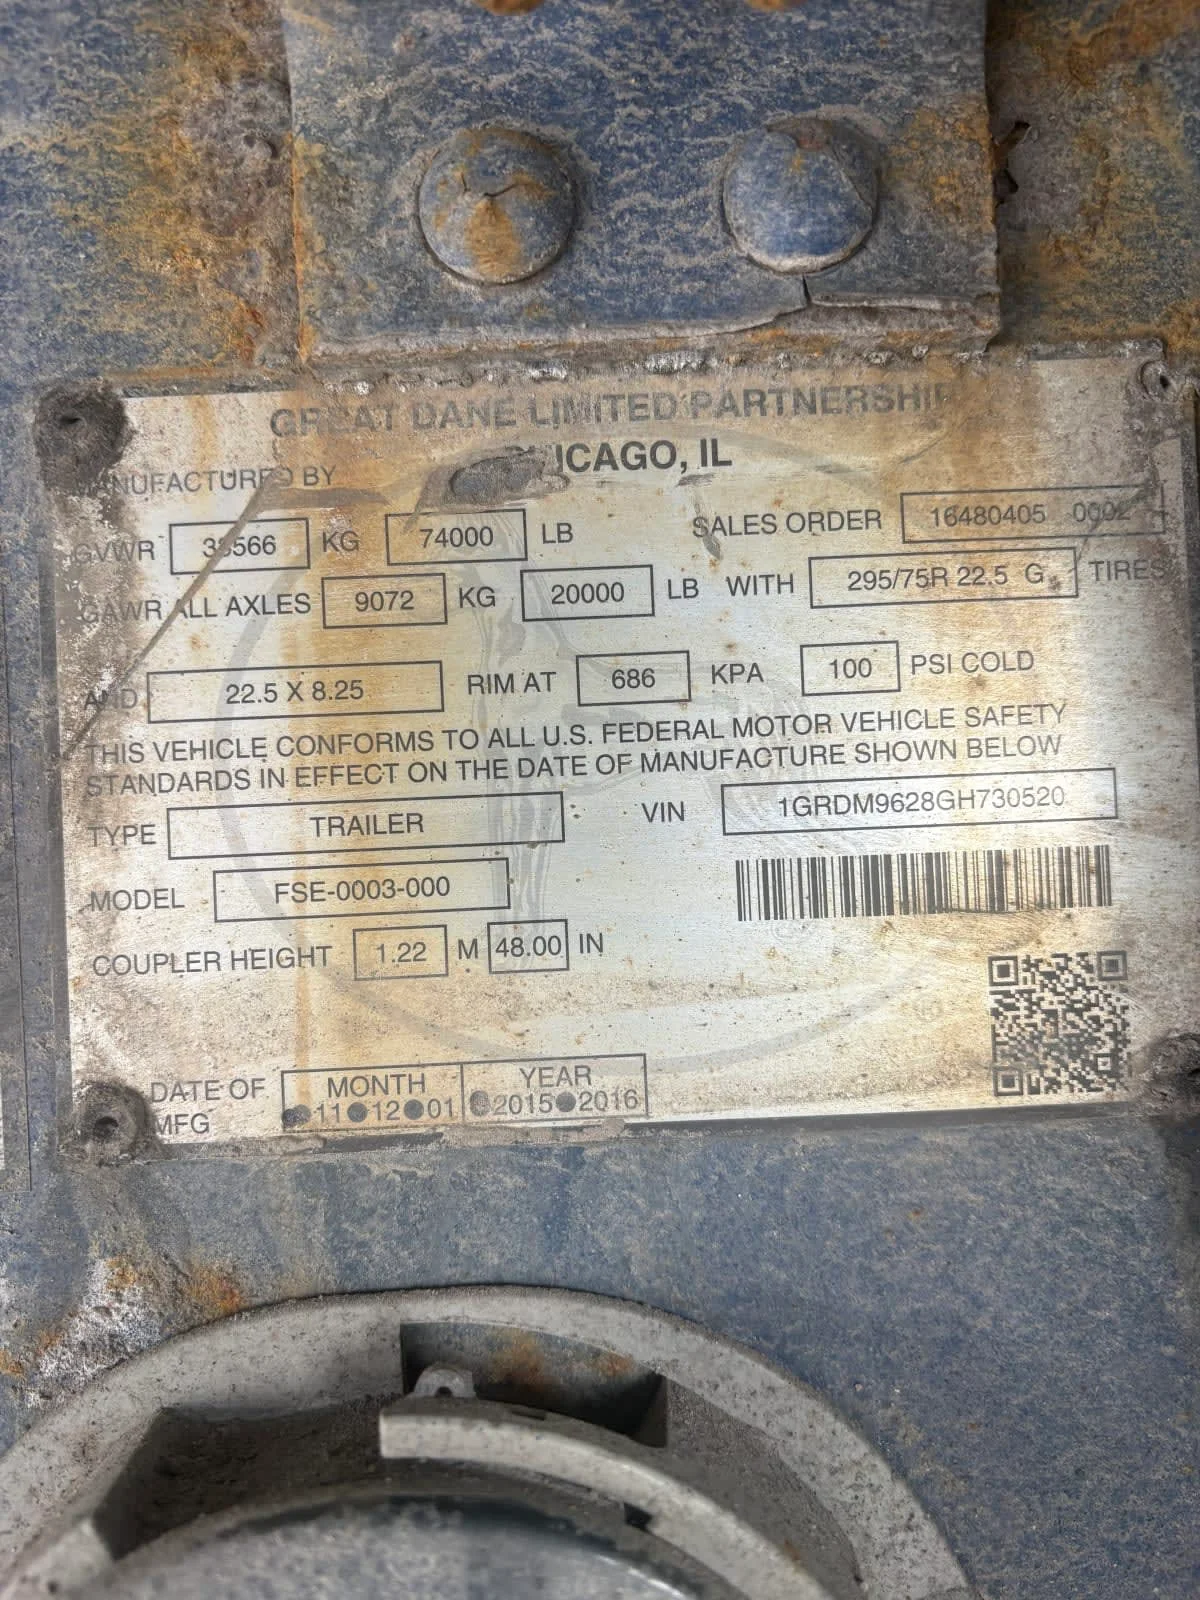 GREAT DANE LIMITED PARTNERSHIP
MANUFACTURED BY CHICAGO, IL
GVWR 33566 KG 74000 LB SALES ORDER 16480405 0002
GAWR ALL AXLES 9072 KG 20000 LB WITH 295/75R 22.5 G TIRES
AND 22.5 X 8.25 RIM AT 686 KPA 100 PSI COLD
THIS VEHICLE CONFORMS TO ALL U.S. FEDERAL MOTOR VEHICLE SAFETY
STANDARDS IN EFFECT ON THE DATE OF MANUFACTURE SHOWN BELOW
TYPE TRAILER VIN 1GRDM9628GH730520
MODEL FSE-0003-000
COUPLER HEIGHT 1.22 M 48.00 IN
®
DATE OF MONTH YEAR
MFG 11 12 01 2015 2016